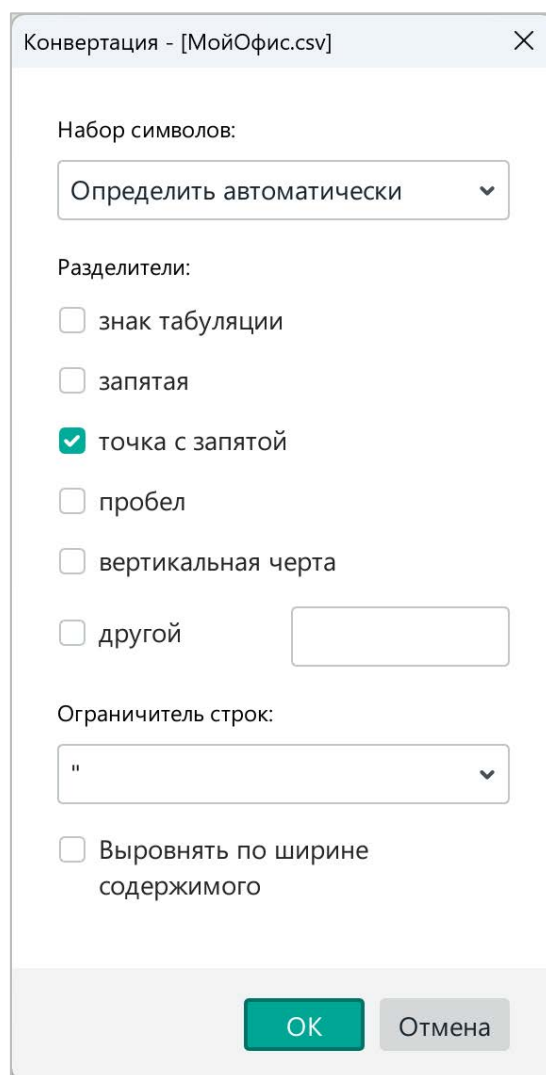 Конвертация - [МойОфис.csv]
Набор символов:
Определить автоматически
Разделители:
знак табуляции
запятая
точка с запятой
пробел
вертикальная черта
другой
Ограничитель строк:
"
Выровнять по ширине
содержимого
ОК Отмена